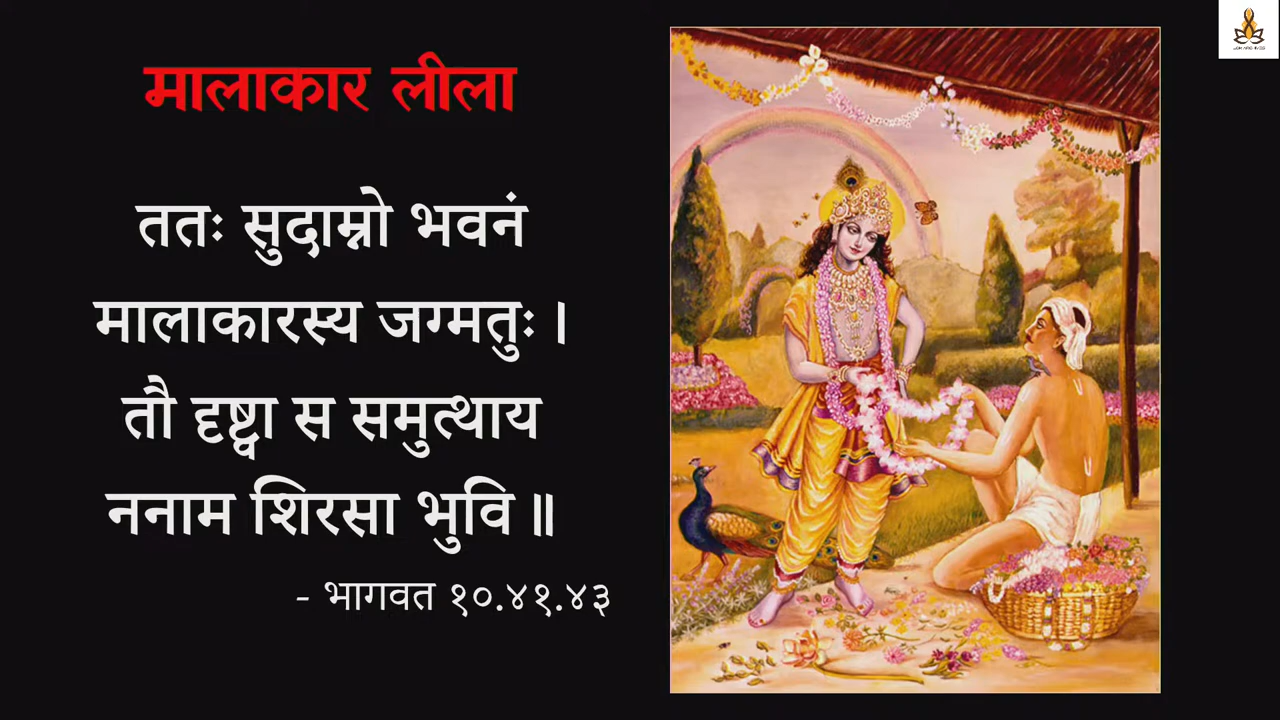 मालाकार लीला
ततः सुदाम्नो भवनं
मालाकारस्य जग्मतुः ।
तौ दृष्ट्वा स समुत्थाय
ननाम शिरसा भुवि ॥
- भागवत १०.४१.४३